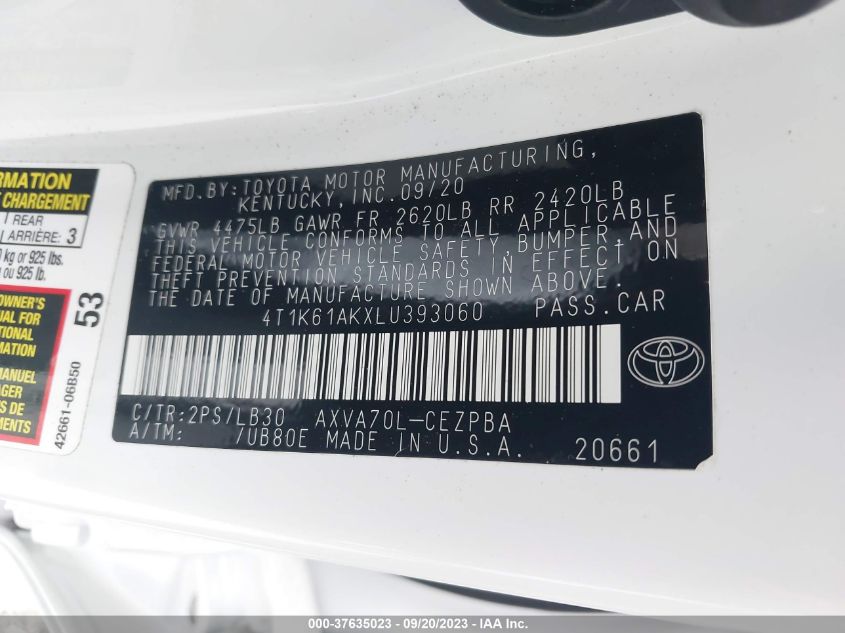 RMATION
T CHARGEMENT
REAR
ARRIÈRE: 3
kg or 925 lbs.
ou 925 lb.
OWNER'S
UAL FOR
TIONAL
RMATION
MANUEL
AGER
S DE
EMENTS
53
42661-06B50
MFD.BY:TOYOTA MOTOR MANUFACTURING,
KENTUCKY, INC.09/20
GVWR 4475LB GAWR FR 2620LB RR 2420LB
THIS VEHICLE CONFORMS TO ALL APPLICABLE
FEDERAL MOTOR VEHICLE SAFETY, BUMPER, AND
THEFT PREVENTION STANDARDS IN EFFECT ON
THE DATE OF MANUFACTURE SHOWN ABOVE.
4T1K61AKXLU393060 PASS.CAR
C/TR:2PS/LB30 AXVA70L-CEZPBA
A/TM: /UB80E MADE IN U.S.A. 20661
000-37635023 - 09/20/2023 - IAA Inc.